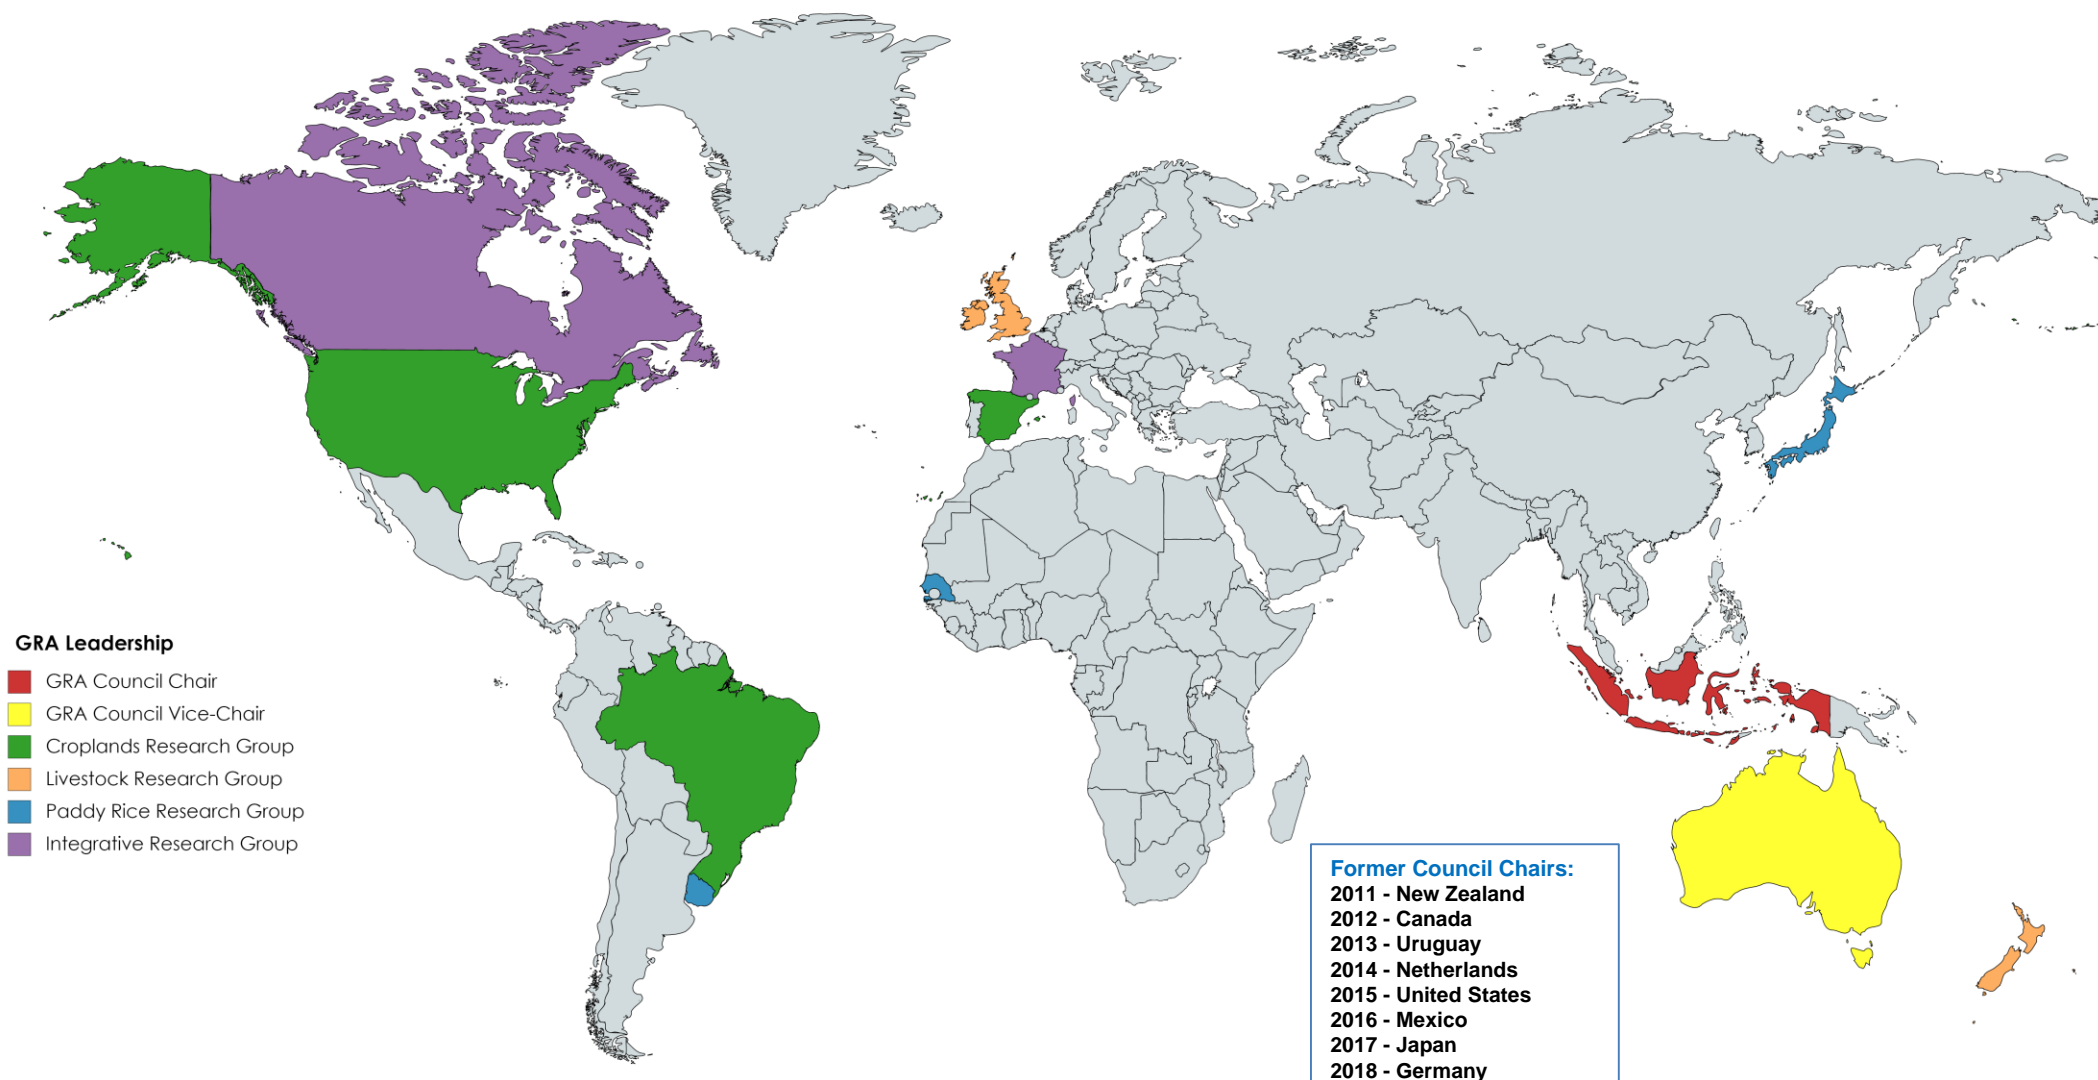 GRA Leadership
GRA Council Chair
GRA Council Vice-Chair
Croplands Research Group
Livestock Research Group
Paddy Rice Research Group
Integrative Research Group
Former Council Chairs:
2011 - New Zealand
2012 - Canada
2013 - Uruguay
2014 - Netherlands
2015 - United States
2016 - Mexico
2017 - Japan
2018 - Germany